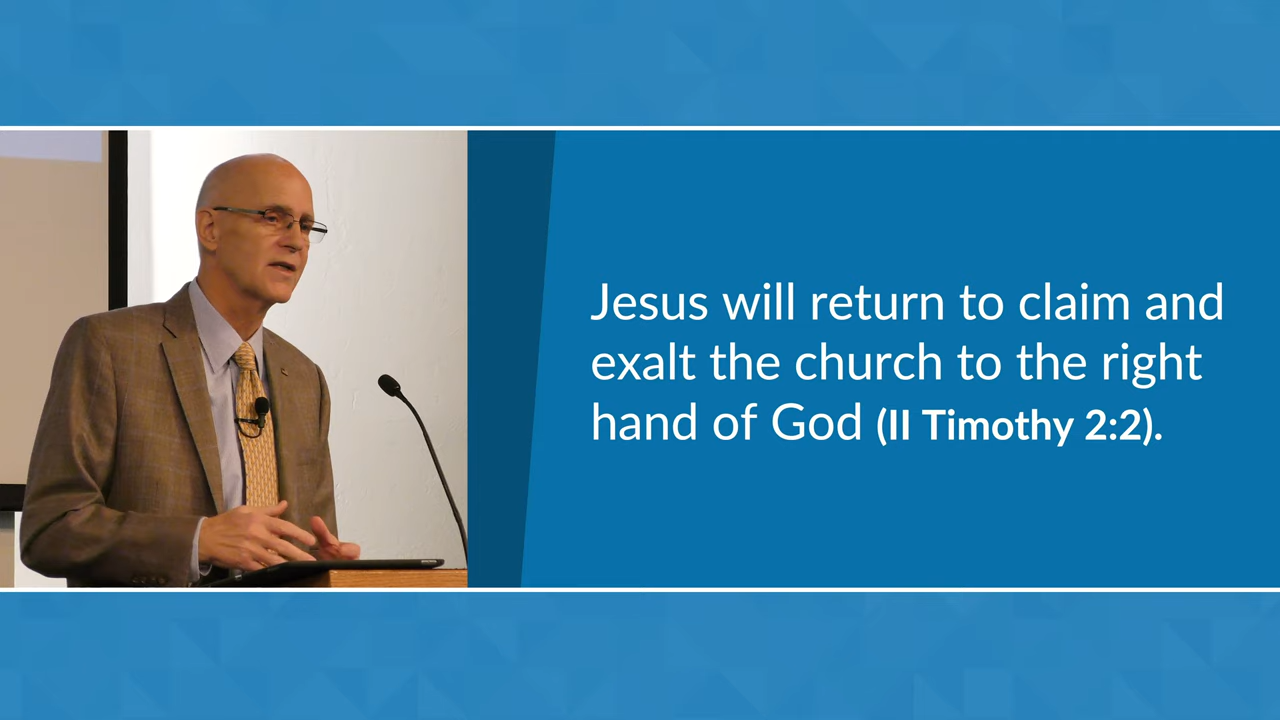 Jesus will return to claim and
exalt the church to the right
hand of God (II Timothy 2:2).